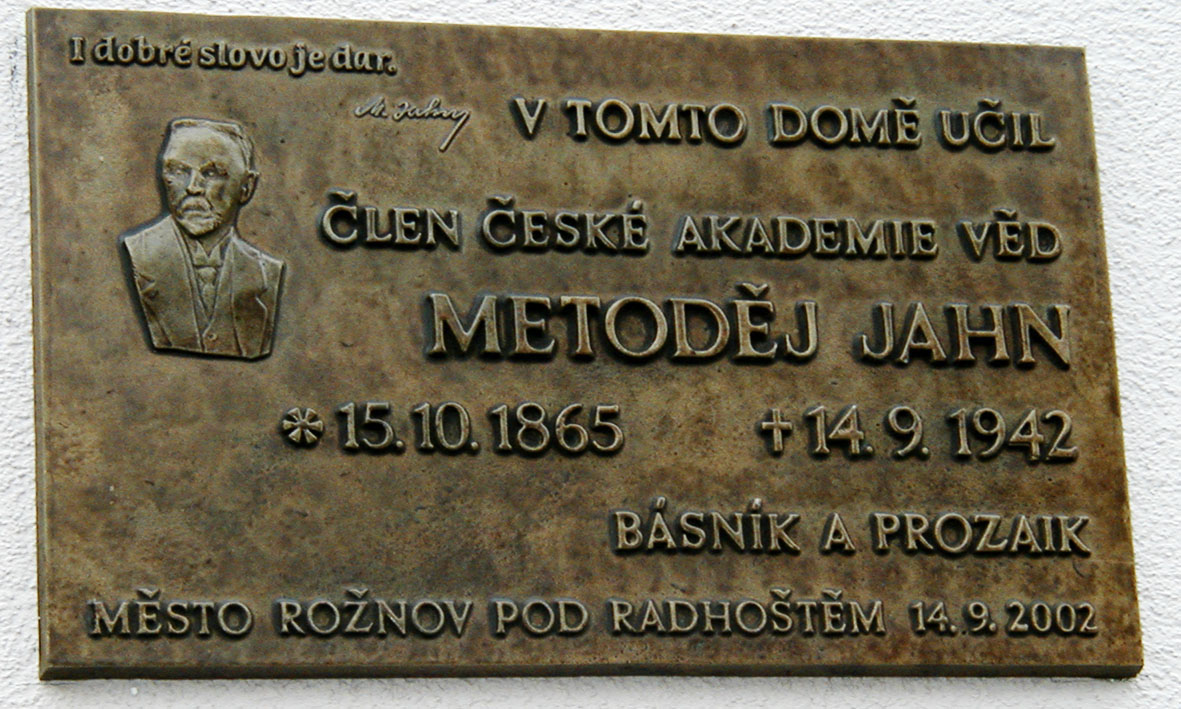 I dobré slovo je dar.
M. Jahn
V TOMTO DOMĚ UČIL
ČLEN ČESKÉ AKADEMIE VĚD
METODĚJ JAHN
* 15. 10. 1865 † 14. 9. 1942
BÁSNÍK A PROZAIK
MĚSTO ROŽNOV POD RADHOŠTĚM 14. 9. 2002